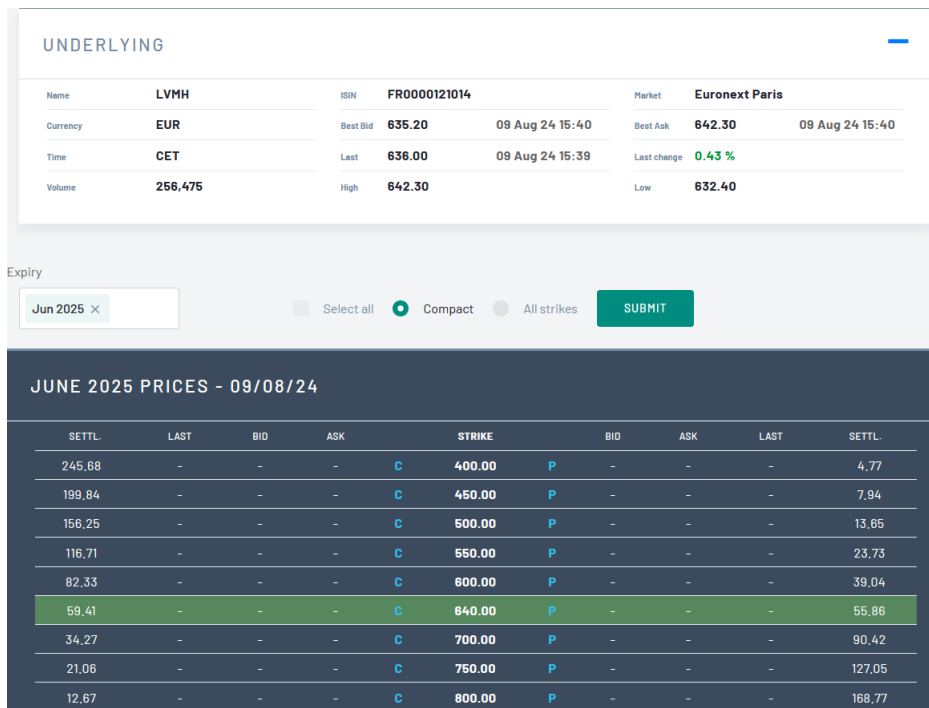 UNDERLYING
Name LVMH ISIN FR0000121014 Market Euronext Paris
Currency EUR Best Bid 635.20 09 Aug 24 15:40 Best Ask 642.30 09 Aug 24 15:40
Time CET Last 636.00 09 Aug 24 15:39 Last change 0.43 %
Volume 256,475 High 642.30 Low 632.40
Expiry
Jun 2025 × Select all Compact All strikes SUBMIT
JUNE 2025 PRICES - 09/08/24
SETTL. LAST BID ASK STRIKE BID ASK LAST SETTL.
245.68 - - - C 400.00 P - - - 4.77
199.84 - - - C 450.00 P - - - 7.94
156.25 - - - C 500.00 P - - - 13.65
116.71 - - - C 550.00 P - - - 23.73
82.33 - - - C 600.00 P - - - 39.04
59.41 - - - C 640.00 P - - - 55.86
34.27 - - - C 700.00 P - - - 90.42
21.06 - - - C 750.00 P - - - 127.05
12.67 - - - C 800.00 P - - - 168.77